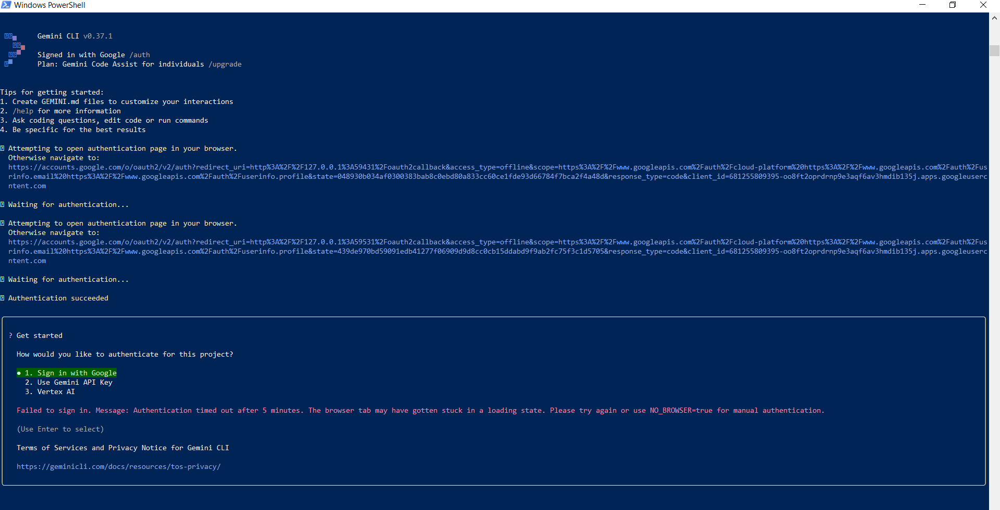 Windows PowerShell
Gemini CLI v0.37.1
Signed in with Google /auth
Plan: Gemini Code Assist for individuals /upgrade
Tips for getting started:
1. Create GEMINI.md files to customize your interactions
2. /help for more information
3. Ask coding questions, edit code or run commands
4. Be specific for the best results
Attempting to open authentication page in your browser.
Otherwise navigate to:
https://accounts.google.com/o/oauth2/v2/auth?redirect_uri=http%3A%2F%2F127.0.0.1%3A59431%2Foauth2callback&access_type=offline&scope=https%3A%2F%2Fwww.googleapis.com%2Fauth%2Fcloud-platform%20https%3A%2F%2Fwww.googleapis.com%2Fauth%2Fus
rinfo.email%20https%3A%2F%2Fwww.googleapis.com%2Fauth%2Fuserinfo.profile&state=048930b034af0300383bab8c0ebd80a833cc60ce1fde93d66784f7bca2f4a48d&response_type=code&client_id=681255809395-oo8ft2oprdrnp9e3aqf6av3hmdib135j.apps.googleuserc
ntent.com
Waiting for authentication...
Attempting to open authentication page in your browser.
Otherwise navigate to:
https://accounts.google.com/o/oauth2/v2/auth?redirect_uri=http%3A%2F%2F127.0.0.1%3A59531%2Foauth2callback&access_type=offline&scope=https%3A%2F%2Fwww.googleapis.com%2Fauth%2Fcloud-platform%20https%3A%2F%2Fwww.googleapis.com%2Fauth%2Fus
rinfo.email%20https%3A%2F%2Fwww.googleapis.com%2Fauth%2Fuserinfo.profile&state=439de970bd59091edb41277f06909d9d8cc0cb15ddabd9f9ab2fc75f3c1d5705&response_type=code&client_id=681255809395-oo8ft2oprdrnp9e3aqf6av3hmdib135j.apps.googleuserc
ntent.com
Waiting for authentication...
Authentication succeeded
? Get started
How would you like to authenticate for this project?
● 1. Sign in with Google
2. Use Gemini API Key
3. Vertex AI
Failed to sign in. Message: Authentication timed out after 5 minutes. The browser tab may have gotten stuck in a loading state. Please try again or use NO_BROWSER=true for manual authentication.
(Use Enter to select)
Terms of Services and Privacy Notice for Gemini CLI
https://geminicli.com/docs/resources/tos-privacy/